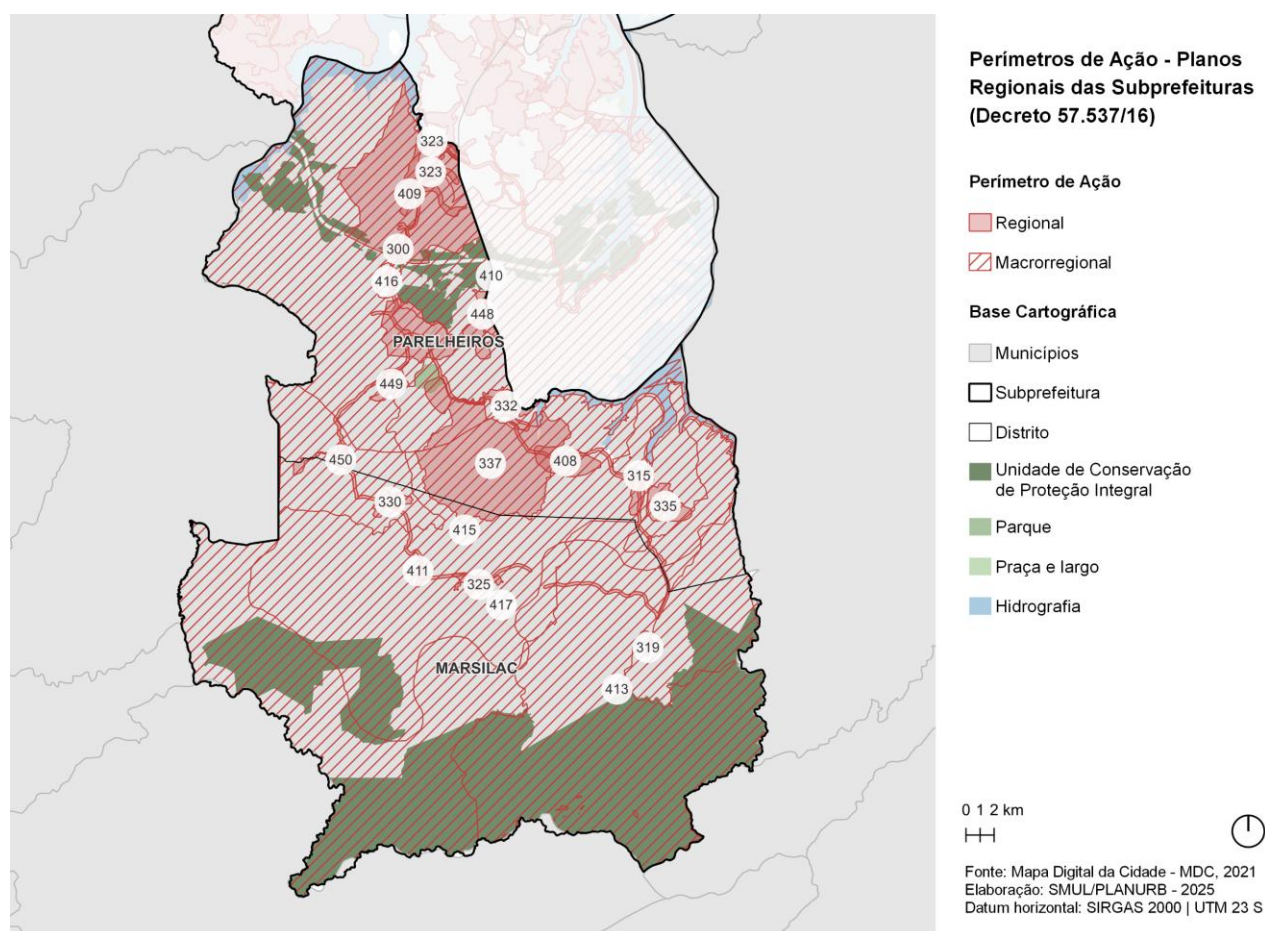 Perímetros de Ação - Planos
Regionais das Subprefeituras
(Decreto 57.537/16)
Perímetro de Ação
Regional
Macrorregional
Base Cartográfica
Municípios
Subprefeitura
Distrito
Unidade de Conservação
de Proteção Integral
Parque
Praça e largo
Hidrografia
0 1 2 km
Fonte: Mapa Digital da Cidade - MDC, 2021
Elaboração: SMUL/PLANURB - 2025
Datum horizontal: SIRGAS 2000 | UTM 23 S
323
323
409
300
416
410
448
PARELHEIROS
449
332
450
337
408
315
330
335
415
411
325
417
319
MARSILAC
413